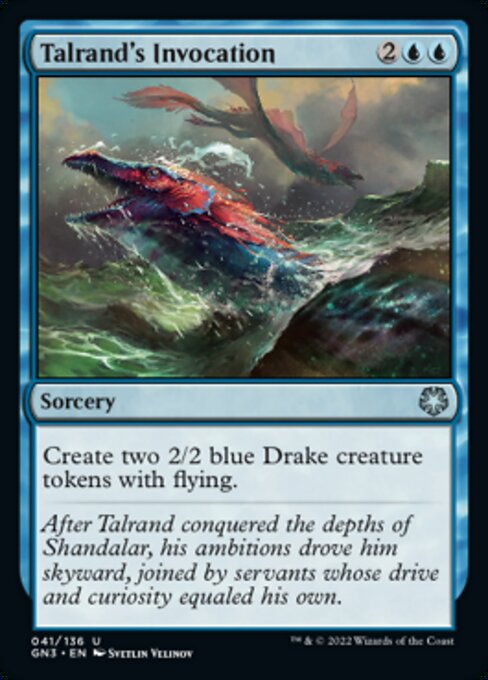 Talrand's Invocation 2
Sorcery
Create two 2/2 blue Drake creature
tokens with flying.
After Talrand conquered the depths of
Shandalar, his ambitions drove him
skyward, joined by servants whose drive
and curiosity equaled his own.
041/136 U
GN3 • EN Svetlin Velinov
™ & © 2022 Wizards of the Coast